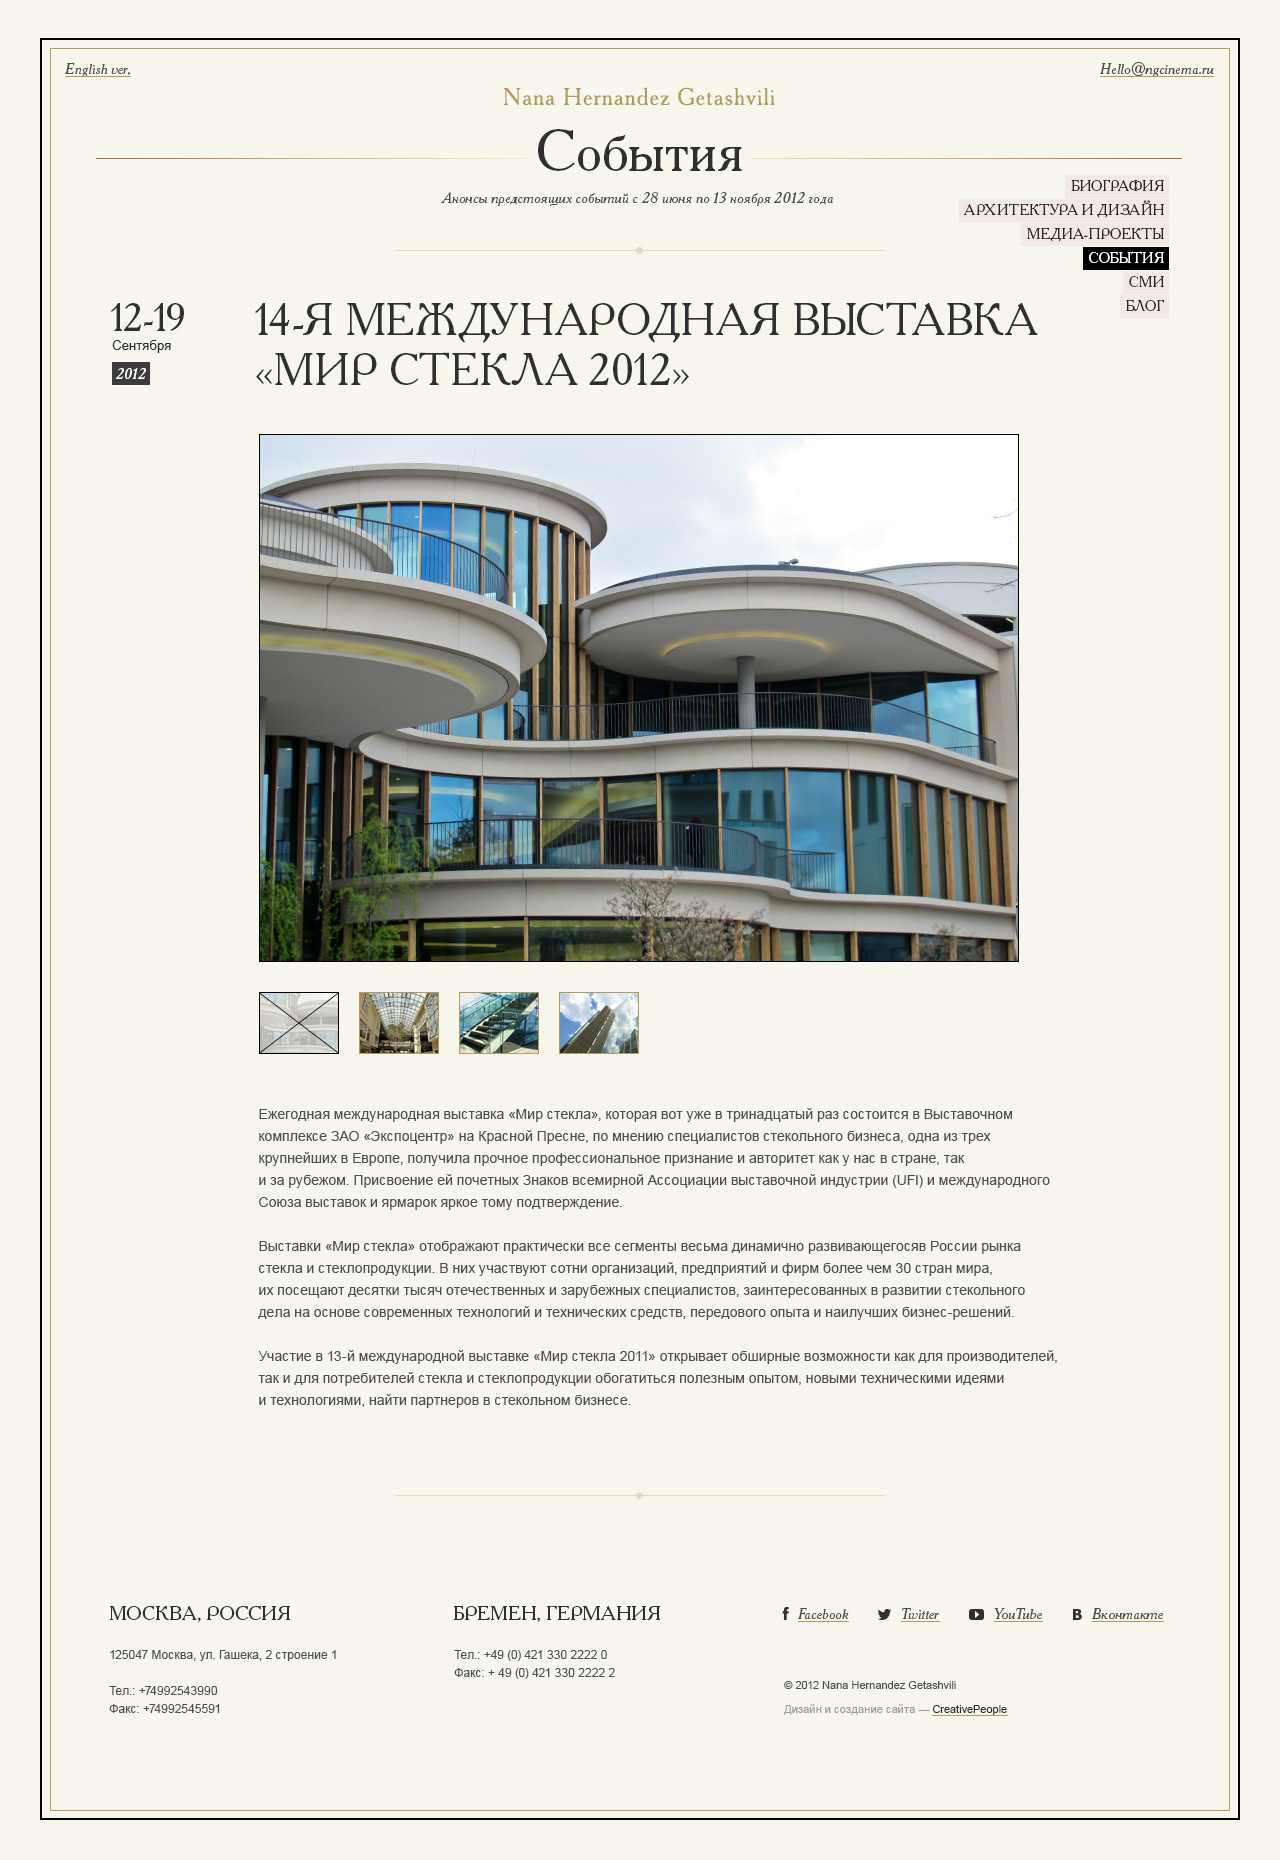 English ver.
Hello@ngcinema.ru
Nana Hernandez Getashvili
События
Анонсы предстоящих событий с 28 июня по 13 ноября 2012 года
БИОГРАФИЯ
АРХИТЕКТУРА И ДИЗАЙН
МЕДИА-ПРОЕКТЫ
СОБЫТИЯ
СМИ
БЛОГ
12-19
Сентября
2012
14-Я МЕЖДУНАРОДНАЯ ВЫСТАВКА
«МИР СТЕКЛА 2012»
Ежегодная международная выставка «Мир стекла», которая вот уже в тринадцатый раз состоится в Выставочном
комплексе ЗАО «Экспоцентр» на Красной Пресне, по мнению специалистов стекольного бизнеса, одна из трех
крупнейших в Европе, получила прочное профессиональное признание и авторитет как у нас в стране, так
и за рубежом. Присвоение ей почетных Знаков всемирной Ассоциации выставочной индустрии (UFI) и международного
Союза выставок и ярмарок яркое тому подтверждение.
Выставки «Мир стекла» отображают практически все сегменты весьма динамично развивающегосяв России рынка
стекла и стеклопродукции. В них участвуют сотни организаций, предприятий и фирм более чем 30 стран мира,
их посещают десятки тысяч отечественных и зарубежных специалистов, заинтересованных в развитии стекольного
дела на основе современных технологий и технических средств, передового опыта и наилучших бизнес-решений.
Участие в 13-й международной выставке «Мир стекла 2011» открывает обширные возможности как для производителей,
так и для потребителей стекла и стеклопродукции обогатиться полезным опытом, новыми техническими идеями
и технологиями, найти партнеров в стекольном бизнесе.
МОСКВА, РОССИЯ
125047 Москва, ул. Гашека, 2 строение 1
Тел.: +74992543990
Факс: +74992545591
БРЕМЕН, ГЕРМАНИЯ
Тел.: +49 (0) 421 330 2222 0
Факс: + 49 (0) 421 330 2222 2
Facebook
Twitter
YouTube
Вконтакте
© 2012 Nana Hernandez Getashvili
Дизайн и создание сайта — CreativePeople